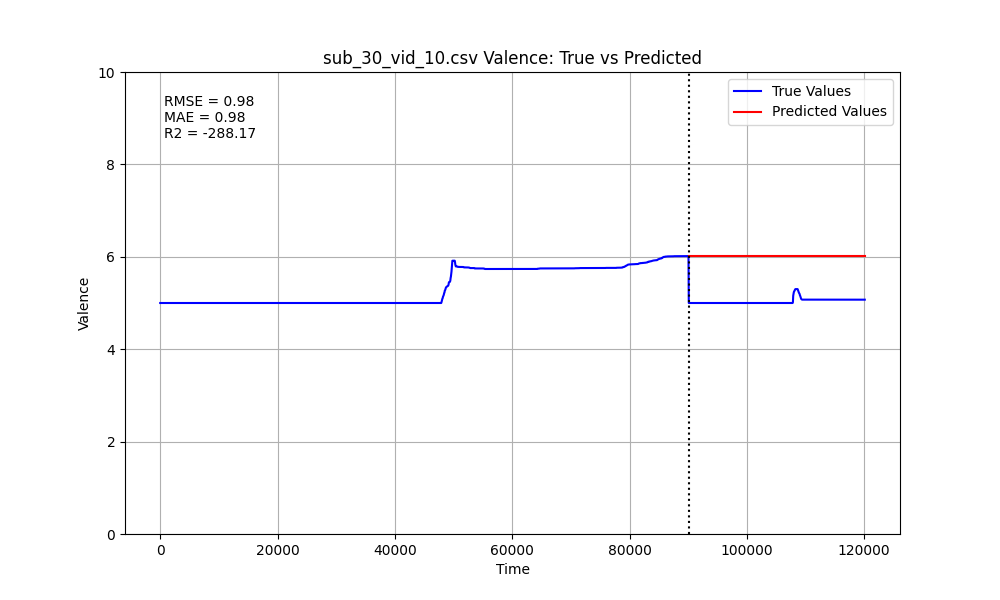 sub_30_vid_10.csv Valence: True vs Predicted
10
8
6
4
2
0
Valence
RMSE = 0.98
MAE = 0.98
R2 = -288.17
True Values
Predicted Values
0 20000 40000 60000 80000 100000 120000
Time